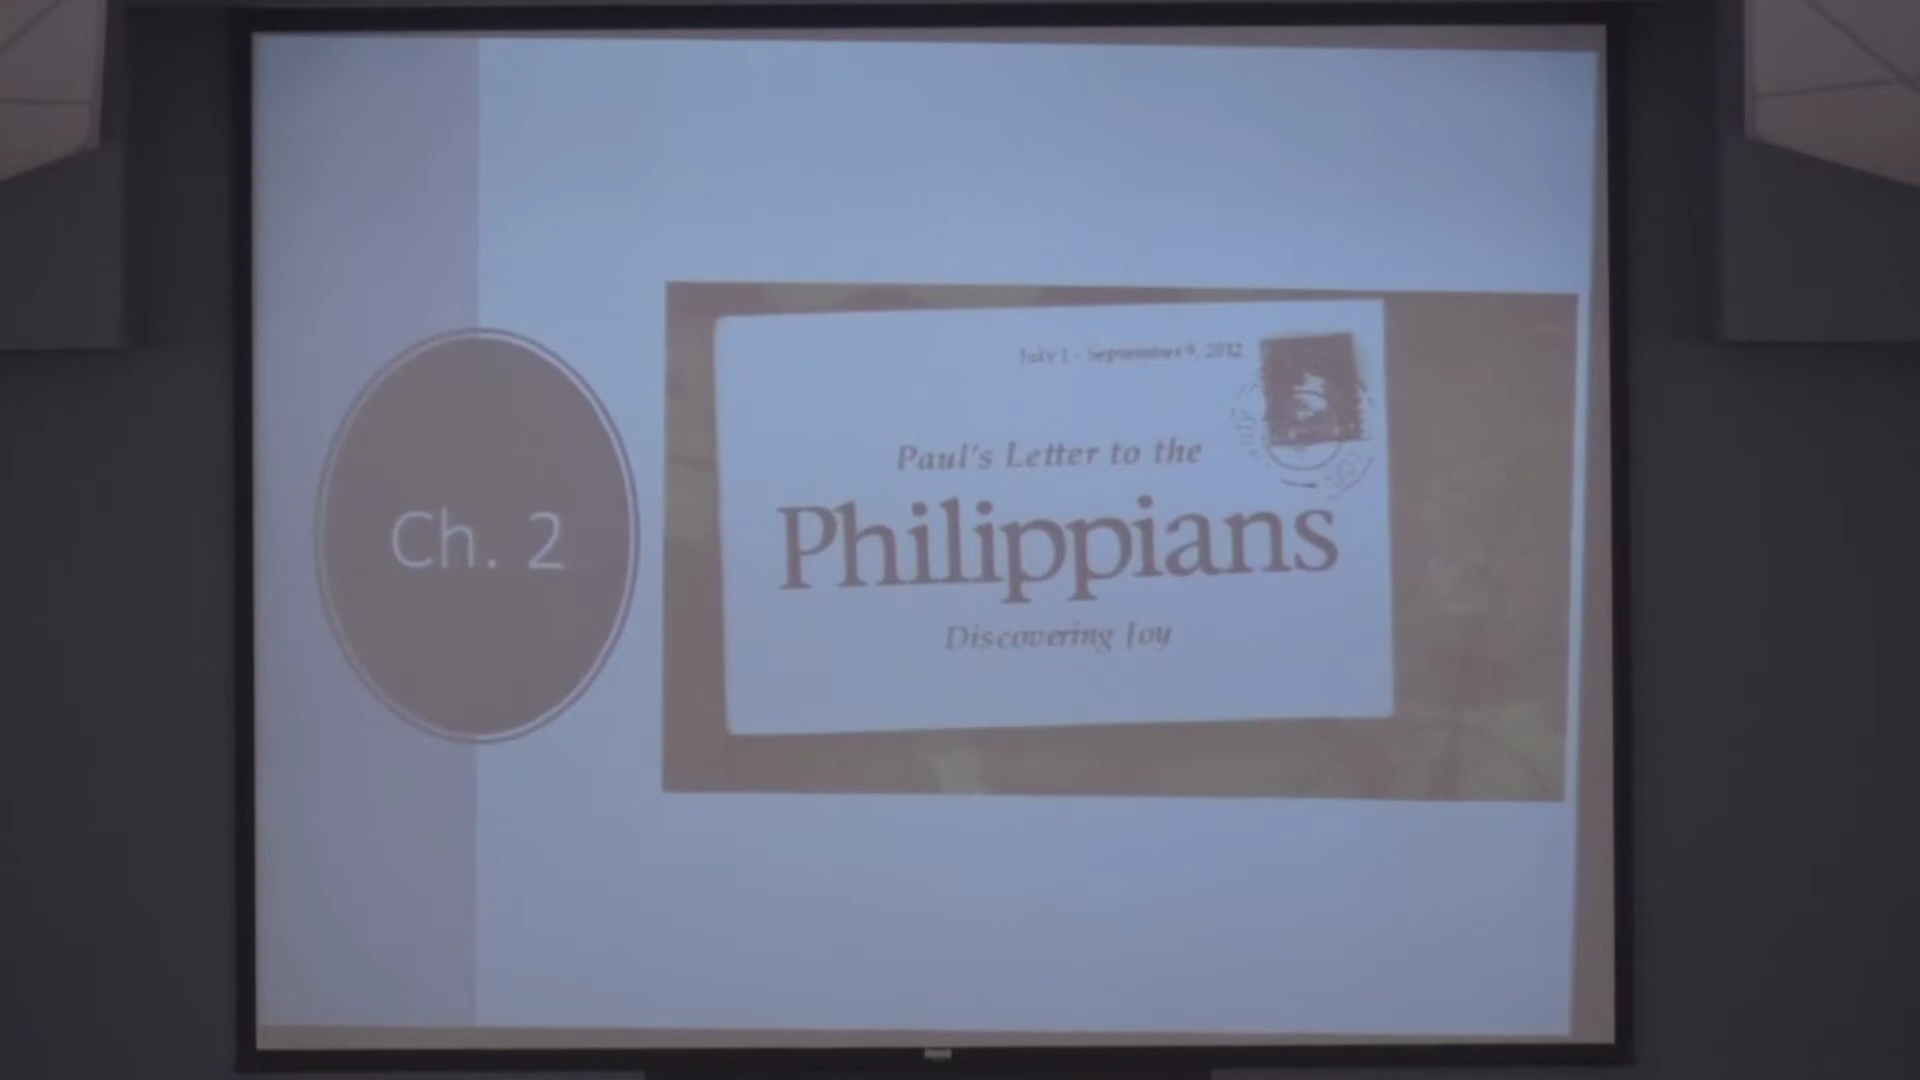 Ch. 2
July 1 - September 9, 2012
Paul's Letter to the
Philippians
Discovering Joy